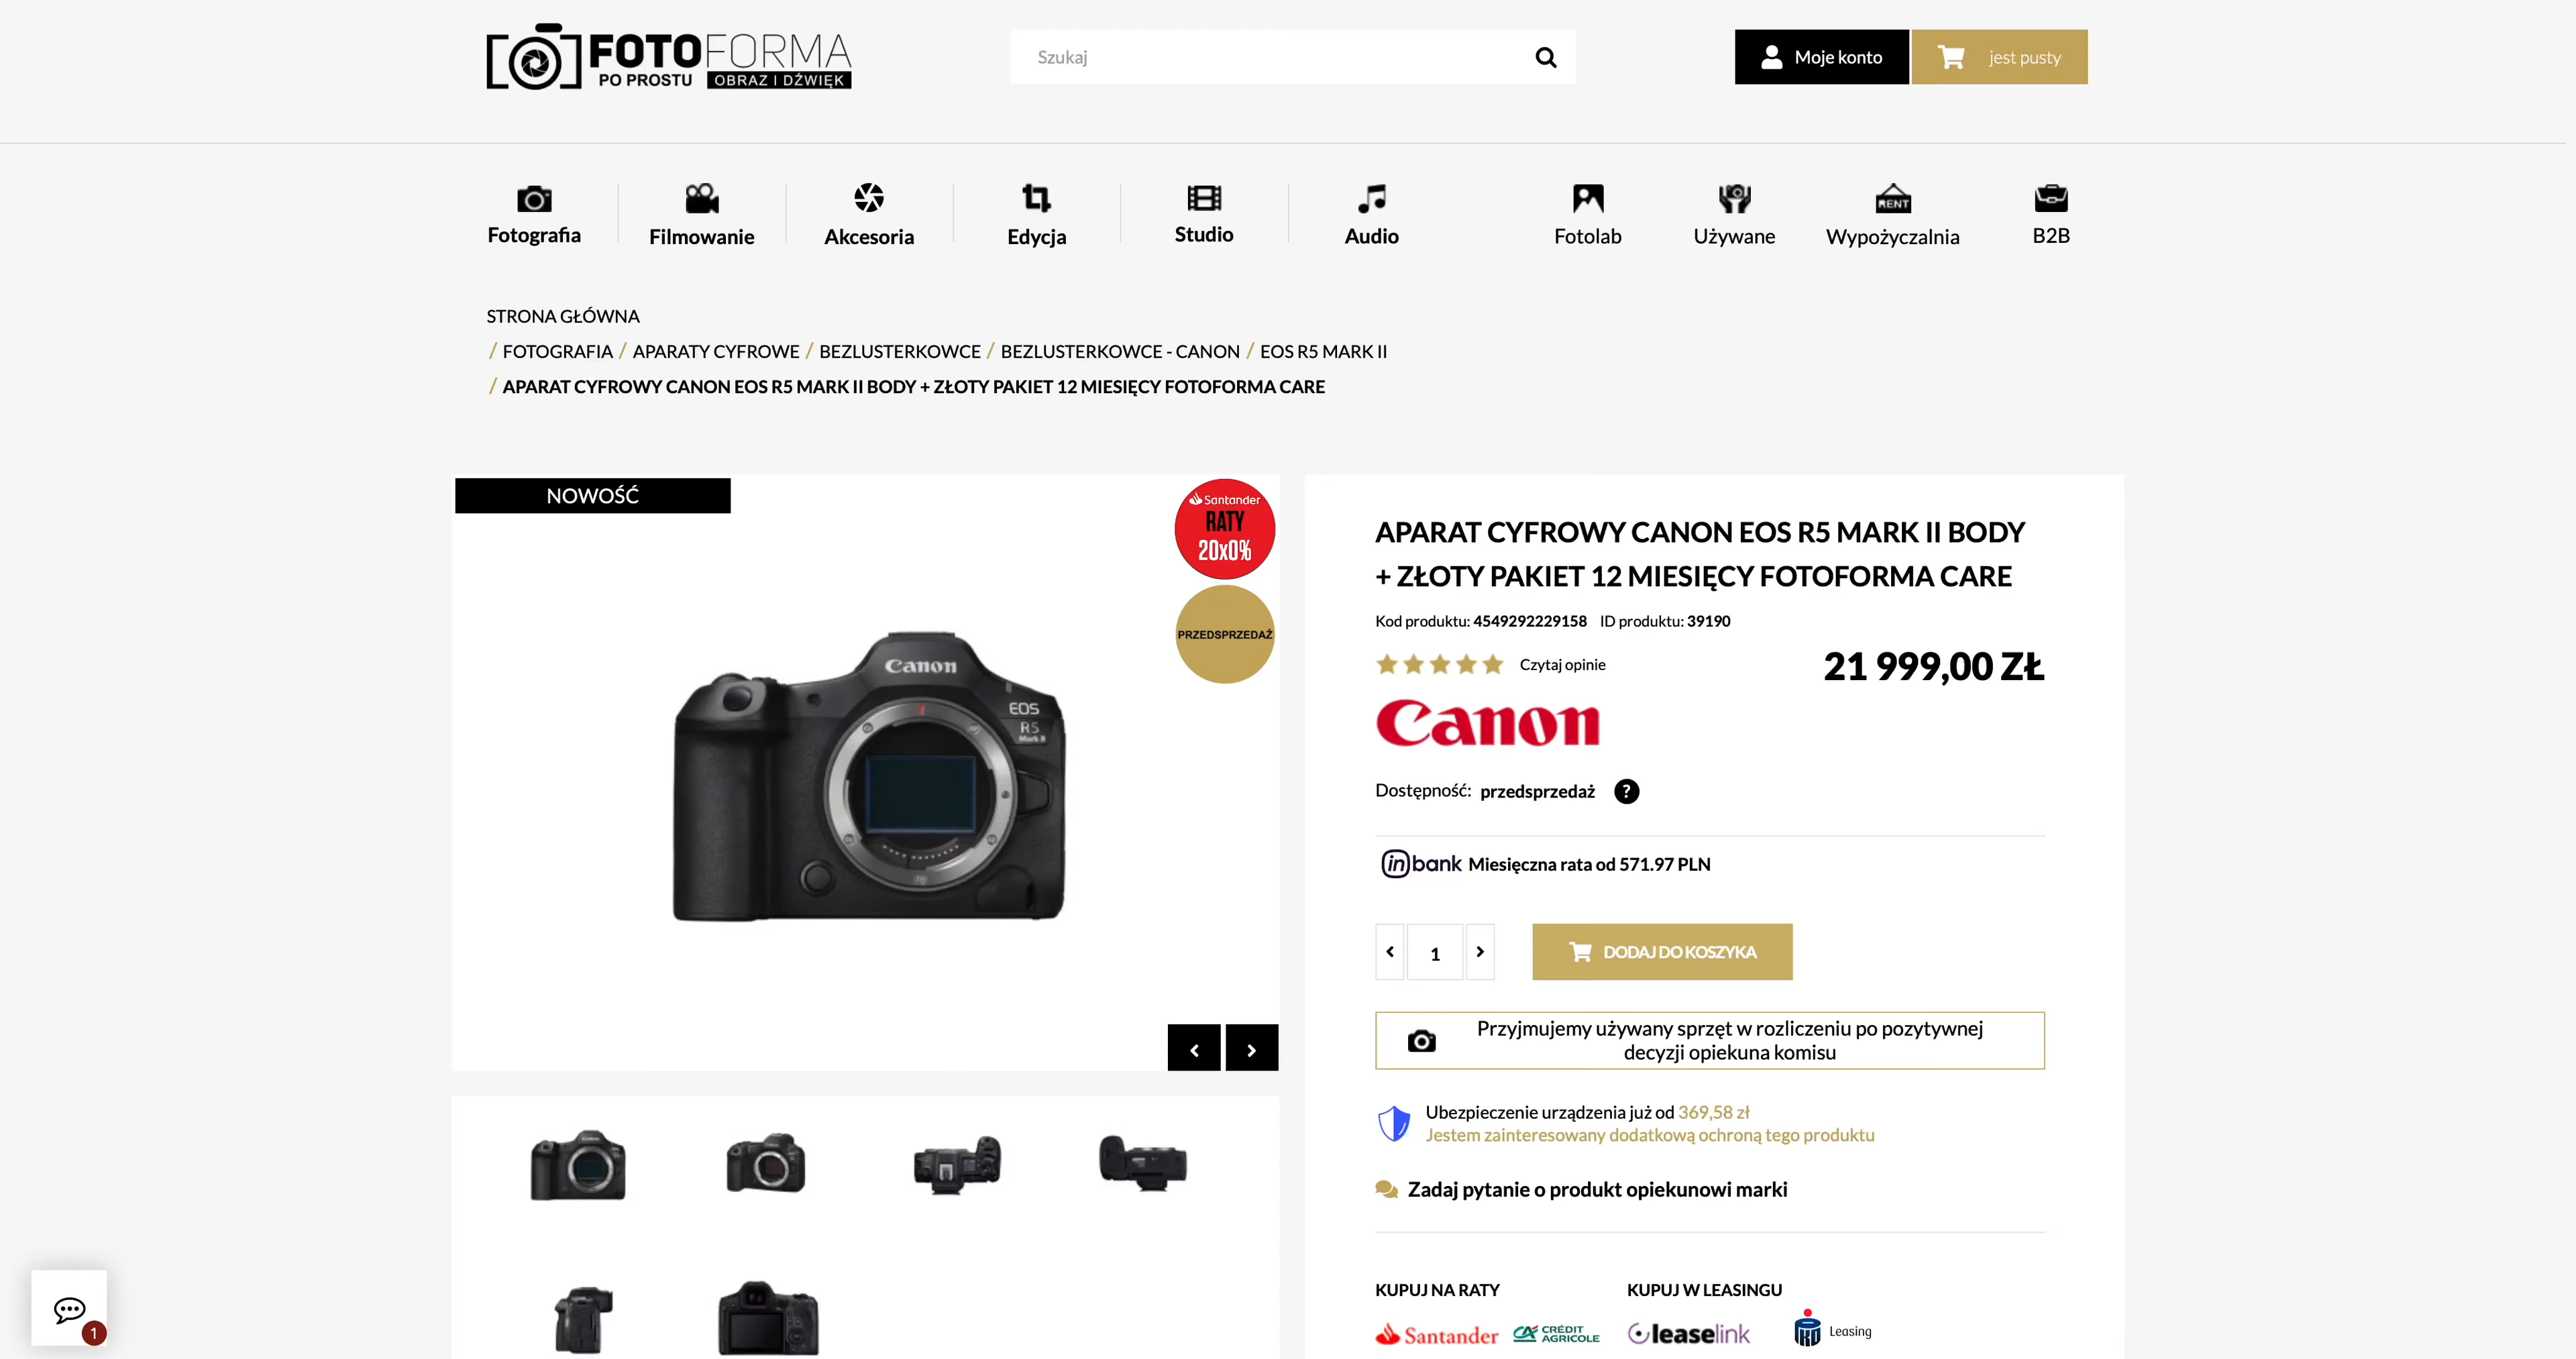 FOTOFORMA
PO PROSTU OBRAZ I DŹWIĘK
Szukaj
Moje konto
jest pusty
Fotografia
Filmowanie
Akcesoria
Edycja
Studio
Audio
Fotolab
Używane
RENT
Wypożyczalnia
B2B
STRONA GŁÓWNA
/ FOTOGRAFIA / APARATY CYFROWE / BEZLUSTERKOWCE / BEZLUSTERKOWCE - CANON / EOS R5 MARK II
/ APARAT CYFROWY CANON EOS R5 MARK II BODY + ZŁOTY PAKIET 12 MIESIĘCY FOTOFORMA CARE
NOWOŚĆ
Santander
RATY
20x0%
PRZEDSPRZEDAŻ
Canon
EOS
R5
Mark II
APARAT CYFROWY CANON EOS R5 MARK II BODY
+ ZŁOTY PAKIET 12 MIESIĘCY FOTOFORMA CARE
Kod produktu: 4549292229158 ID produktu: 39190
Czytaj opinie
21 999,00 ZŁ
Canon
Dostępność: przedsprzedaż ?
inbank Miesięczna rata od 571.97 PLN
1
DODAJ DO KOSZYKA
Przyjmujemy używany sprzęt w rozliczeniu po pozytywnej
decyzji opiekuna komisu
Ubezpieczenie urządzenia już od 369,58 zł
Jestem zainteresowany dodatkową ochroną tego produktu
Zadaj pytanie o produkt opiekunowi marki
KUPUJ NA RATY
KUPUJ W LEASINGU
Santander
CRÉDIT
AGRICOLE
leaselink
Leasing
1